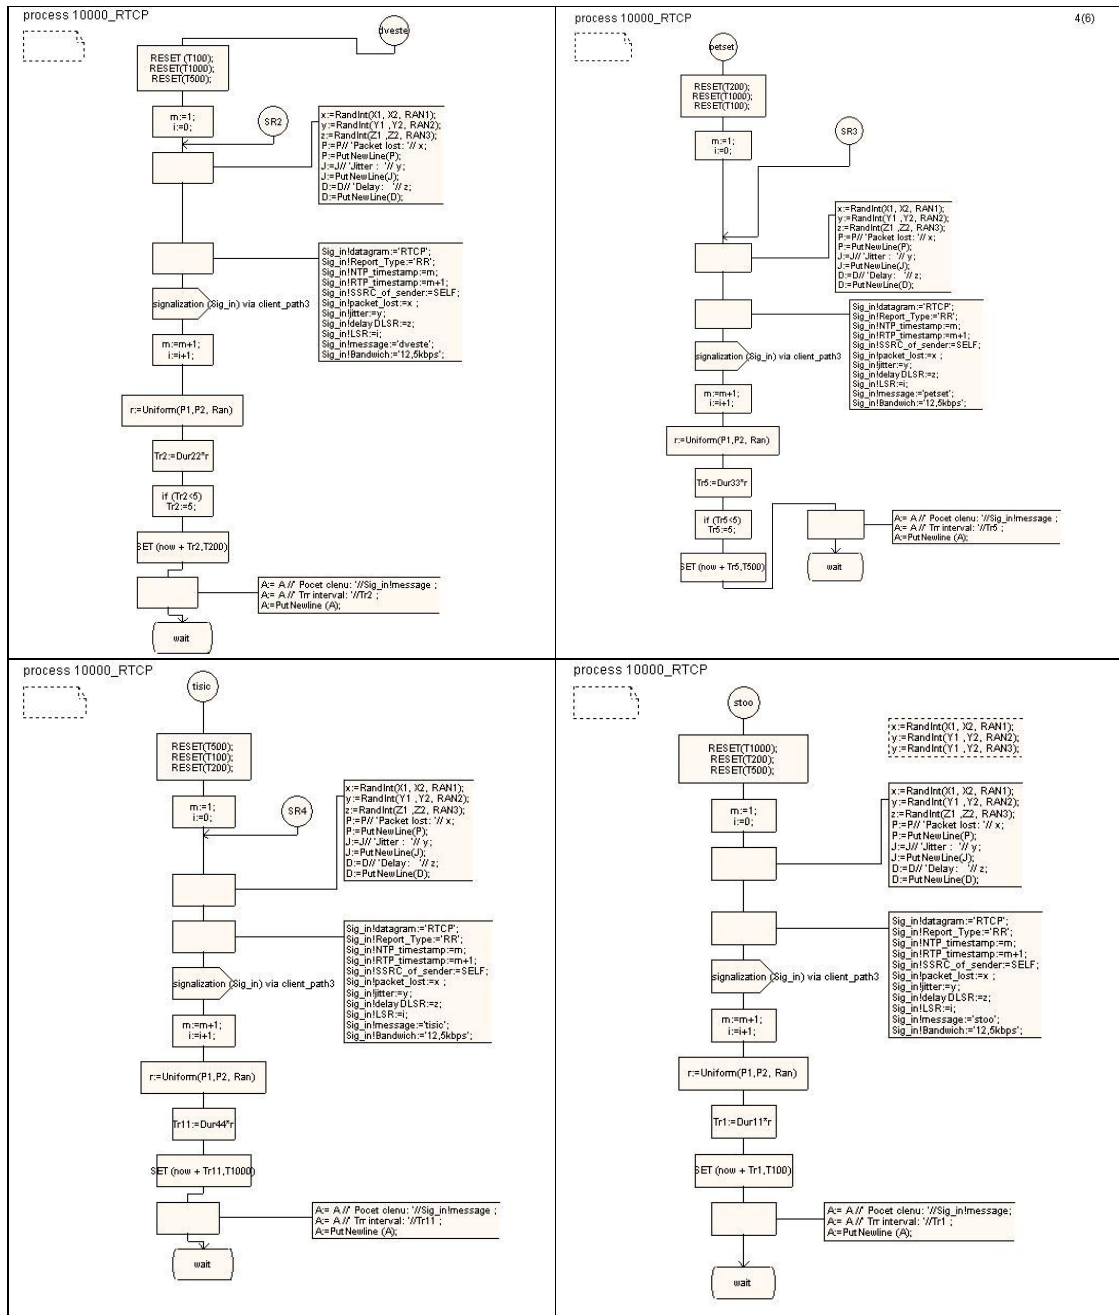 process 10000_RTCP
dveste
RESET (T100);
RESET(T1000);
RESET(T500);
m:=1;
i:=0;
SR2
x:=RandInt(X1, X2, RAN1);
y:=RandInt(Y1 ,Y2, RAN2);
z:=RandInt(Z1 ,Z2, RAN3);
P:=P// 'Packet lost: '// x;
P:=PutNewLine(P);
J:=J// 'Jitter :  '// y;
J:=PutNewLine(J);
D:=D// 'Delay:   '// z;
D:=PutNewLine(D);
Sig_in!datagram:='RTCP';
Sig_in!Report_Type:='RR';
Sig_in!NTP_timestamp:=m;
Sig_in!RTP_timestamp:=m+1;
Sig_in!SSRC_of_sender:=SELF;
Sig_in!packet_lost:=x ;
Sig_in!jitter:=y;
Sig_in!delayDLSR:=z;
Sig_in!LSR:=i;
Sig_in!message:='dveste';
Sig_in!Bandwich:='12,5kbps';
signalization (Sig_in) via client_path3
m:=m+1;
i:=i+1;
r:=Uniform(P1,P2, Ran)
Tr2:=Dur22*r
if (Tr2<5)
Tr2:=5;
SET (now + Tr2,T200)
A:= A //' Pocet clenu: '//Sig_in!message ;
A:= A //' Trr interval: '//Tr2 ;
A:=PutNewline (A);
wait
process 10000_RTCP
4(6)
petset
RESET(T200);
RESET(T1000);
RESET(T100);
m:=1;
i:=0;
SR3
x:=RandInt(X1, X2, RAN1);
y:=RandInt(Y1 ,Y2, RAN2);
z:=RandInt(Z1 ,Z2, RAN3);
P:=P// 'Packet lost: '// x;
P:=PutNewLine(P);
J:=J// 'Jitter :  '// y;
J:=PutNewLine(J);
D:=D// 'Delay:   '// z;
D:=PutNewLine(D);
Sig_in!datagram:='RTCP';
Sig_in!Report_Type:='RR';
Sig_in!NTP_timestamp:=m;
Sig_in!RTP_timestamp:=m+1;
Sig_in!SSRC_of_sender:=SELF;
Sig_in!packet_lost:=x ;
Sig_in!jitter:=y;
Sig_in!delayDLSR:=z;
Sig_in!LSR:=i;
Sig_in!message:='petset';
Sig_in!Bandwich:='12,5kbps';
signalization (Sig_in) via client_path3
m:=m+1;
i:=i+1;
r:=Uniform(P1,P2, Ran)
Tr5:=Dur33*r
if (Tr5<5)
Tr5:=5;
SET (now + Tr5,T500)
A:= A //' Pocet clenu: '//Sig_in!message ;
A:= A //' Trr interval: '//Tr5 ;
A:=PutNewline (A);
wait
process 10000_RTCP
tisic
RESET(T500);
RESET(T100);
RESET(T200);
m:=1;
i:=0;
SR4
x:=RandInt(X1, X2, RAN1);
y:=RandInt(Y1 ,Y2, RAN2);
z:=RandInt(Z1 ,Z2, RAN3);
P:=P// 'Packet lost: '// x;
P:=PutNewLine(P);
J:=J// 'Jitter :  '// y;
J:=PutNewLine(J);
D:=D// 'Delay:   '// z;
D:=PutNewLine(D);
Sig_in!datagram:='RTCP';
Sig_in!Report_Type:='RR';
Sig_in!NTP_timestamp:=m;
Sig_in!RTP_timestamp:=m+1;
Sig_in!SSRC_of_sender:=SELF;
Sig_in!packet_lost:=x ;
Sig_in!jitter:=y;
Sig_in!delayDLSR:=z;
Sig_in!LSR:=i;
Sig_in!message:='tisic';
Sig_in!Bandwich:='12,5kbps';
signalization (Sig_in) via client_path3
m:=m+1;
i:=i+1;
r:=Uniform(P1,P2, Ran)
Tr11:=Dur44*r
SET (now + Tr11,T1000)
A:= A //' Pocet clenu: '//Sig_in!message ;
A:= A //' Trr interval: '//Tr11 ;
A:=PutNewline (A);
wait
process 10000_RTCP
stoo
RESET(T1000);
RESET(T200);
RESET(T500);
x:=RandInt(X1, X2, RAN1);
y:=RandInt(Y1 ,Y2, RAN2);
y:=RandInt(Y1 ,Y2, RAN3);
m:=1;
i:=0;
x:=RandInt(X1, X2, RAN1);
y:=RandInt(Y1 ,Y2, RAN2);
z:=RandInt(Z1 ,Z2, RAN3);
P:=P// 'Packet lost: '// x;
P:=PutNewLine(P);
J:=J// 'Jitter :  '// y;
J:=PutNewLine(J);
D:=D// 'Delay:   '// z;
D:=PutNewLine(D);
Sig_in!datagram:='RTCP';
Sig_in!Report_Type:='RR';
Sig_in!NTP_timestamp:=m;
Sig_in!RTP_timestamp:=m+1;
Sig_in!SSRC_of_sender:=SELF;
Sig_in!packet_lost:=x ;
Sig_in!jitter:=y;
Sig_in!delayDLSR:=z;
Sig_in!LSR:=i;
Sig_in!message:='stoo';
Sig_in!Bandwich:='12,5kbps';
signalization (Sig_in) via client_path3
m:=m+1;
i:=i+1;
r:=Uniform(P1,P2, Ran)
Tr1:=Dur11*r
SET (now + Tr1,T100)
A:= A //' Pocet clenu: '//Sig_in!message;
A:= A //' Trr interval: '//Tr1 ;
A:=PutNewline (A);
wait